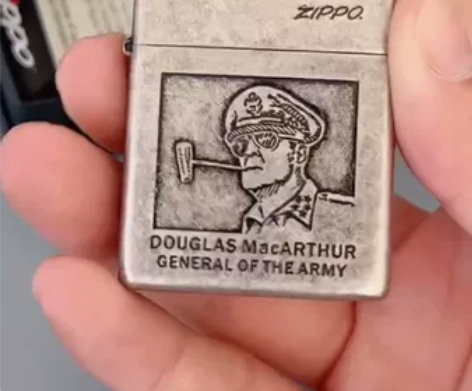 ZIPPO
DOUGLAS MacARTHUR
GENERAL OF THE ARMY